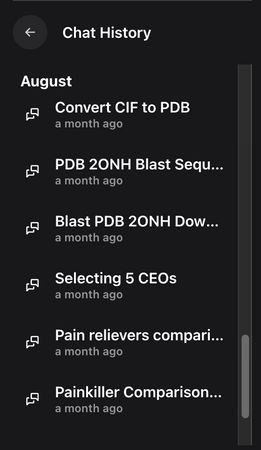 Chat History
August
Convert CIF to PDB
a month ago
PDB 2ONH Blast Sequ...
a month ago
Blast PDB 2ONH Dow...
a month ago
Selecting 5 CEOs
a month ago
Pain relievers compari...
a month ago
Painkiller Comparison...
a month ago